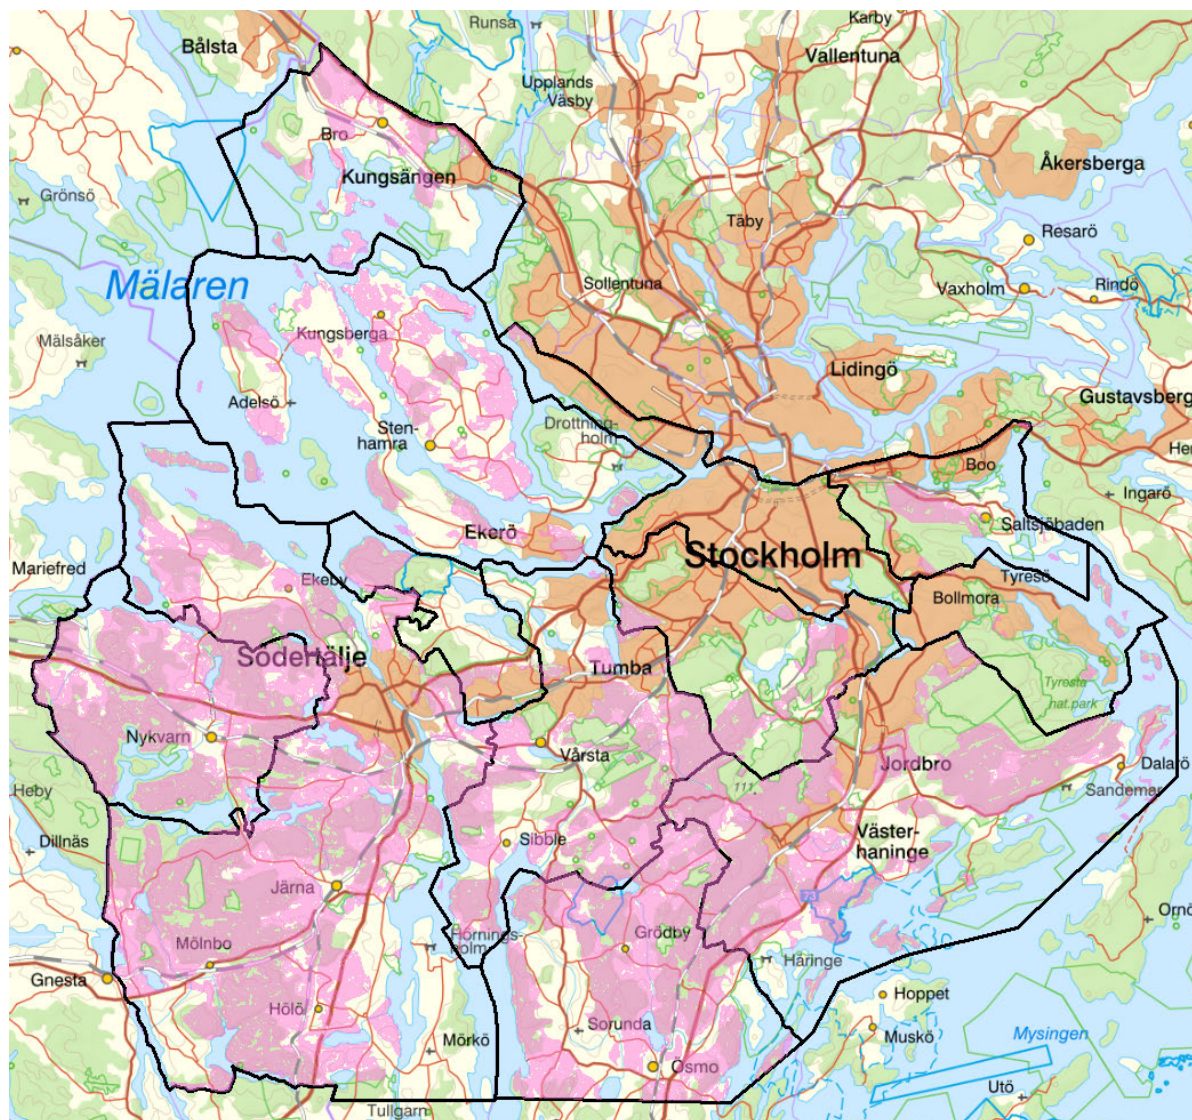 Runsa
Karby
Bålsta
Vallentuna
Upplands
Väsby
Bro
Åkersberga
Kungsängen
Grönsö
Täby
Resarö
Mälaren
Sollentuna
Vaxholm
Rindö
Kungsberga
Mälsåker
Lidingö
Gustavsberg
Adelsö
Sten-
hamra
Drottning-
holm
Boo
Her
Ingarö
Saltsjöbaden
Ekerö
Stockholm
Mariefred
Ekeby
Tyresö
Bollmora
Södertälje
Tumba
Tyresta
nat.park
Nykvarn
Vårsta
Jordbro
Dalarö
Heby
111
Sandemar
Dillnäs
Sibble
Väster-
haninge
Järna
Ornö
Mölnbo
Hörnings-
holm
Grödby
Häringe
Gnesta
Hoppet
Hölö
Sorunda
Muskö
Mysingen
Mörkö
Ösmo
Utö
Tullgarn